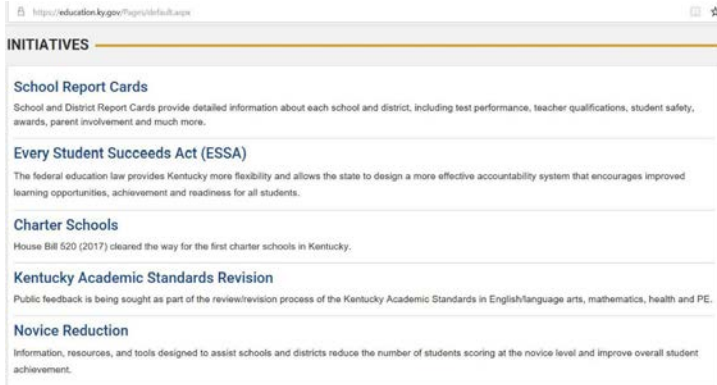 https://education.ky.gov/Pages/default.aspx
INITIATIVES
School Report Cards
School and District Report Cards provide detailed information about each school and district, including test performance, teacher qualifications, student safety,
awards, parent involvement and much more.
Every Student Succeeds Act (ESSA)
The federal education law provides Kentucky more flexibility and allows the state to design a more effective accountability system that encourages improved
learning opportunities, achievement and readiness for all students.
Charter Schools
House Bill 520 (2017) cleared the way for the first charter schools in Kentucky.
Kentucky Academic Standards Revision
Public feedback is being sought as part of the review/revision process of the Kentucky Academic Standards in English/language arts, mathematics, health and PE.
Novice Reduction
Information, resources, and tools designed to assist schools and districts reduce the number of students scoring at the novice level and improve overall student
achievement.